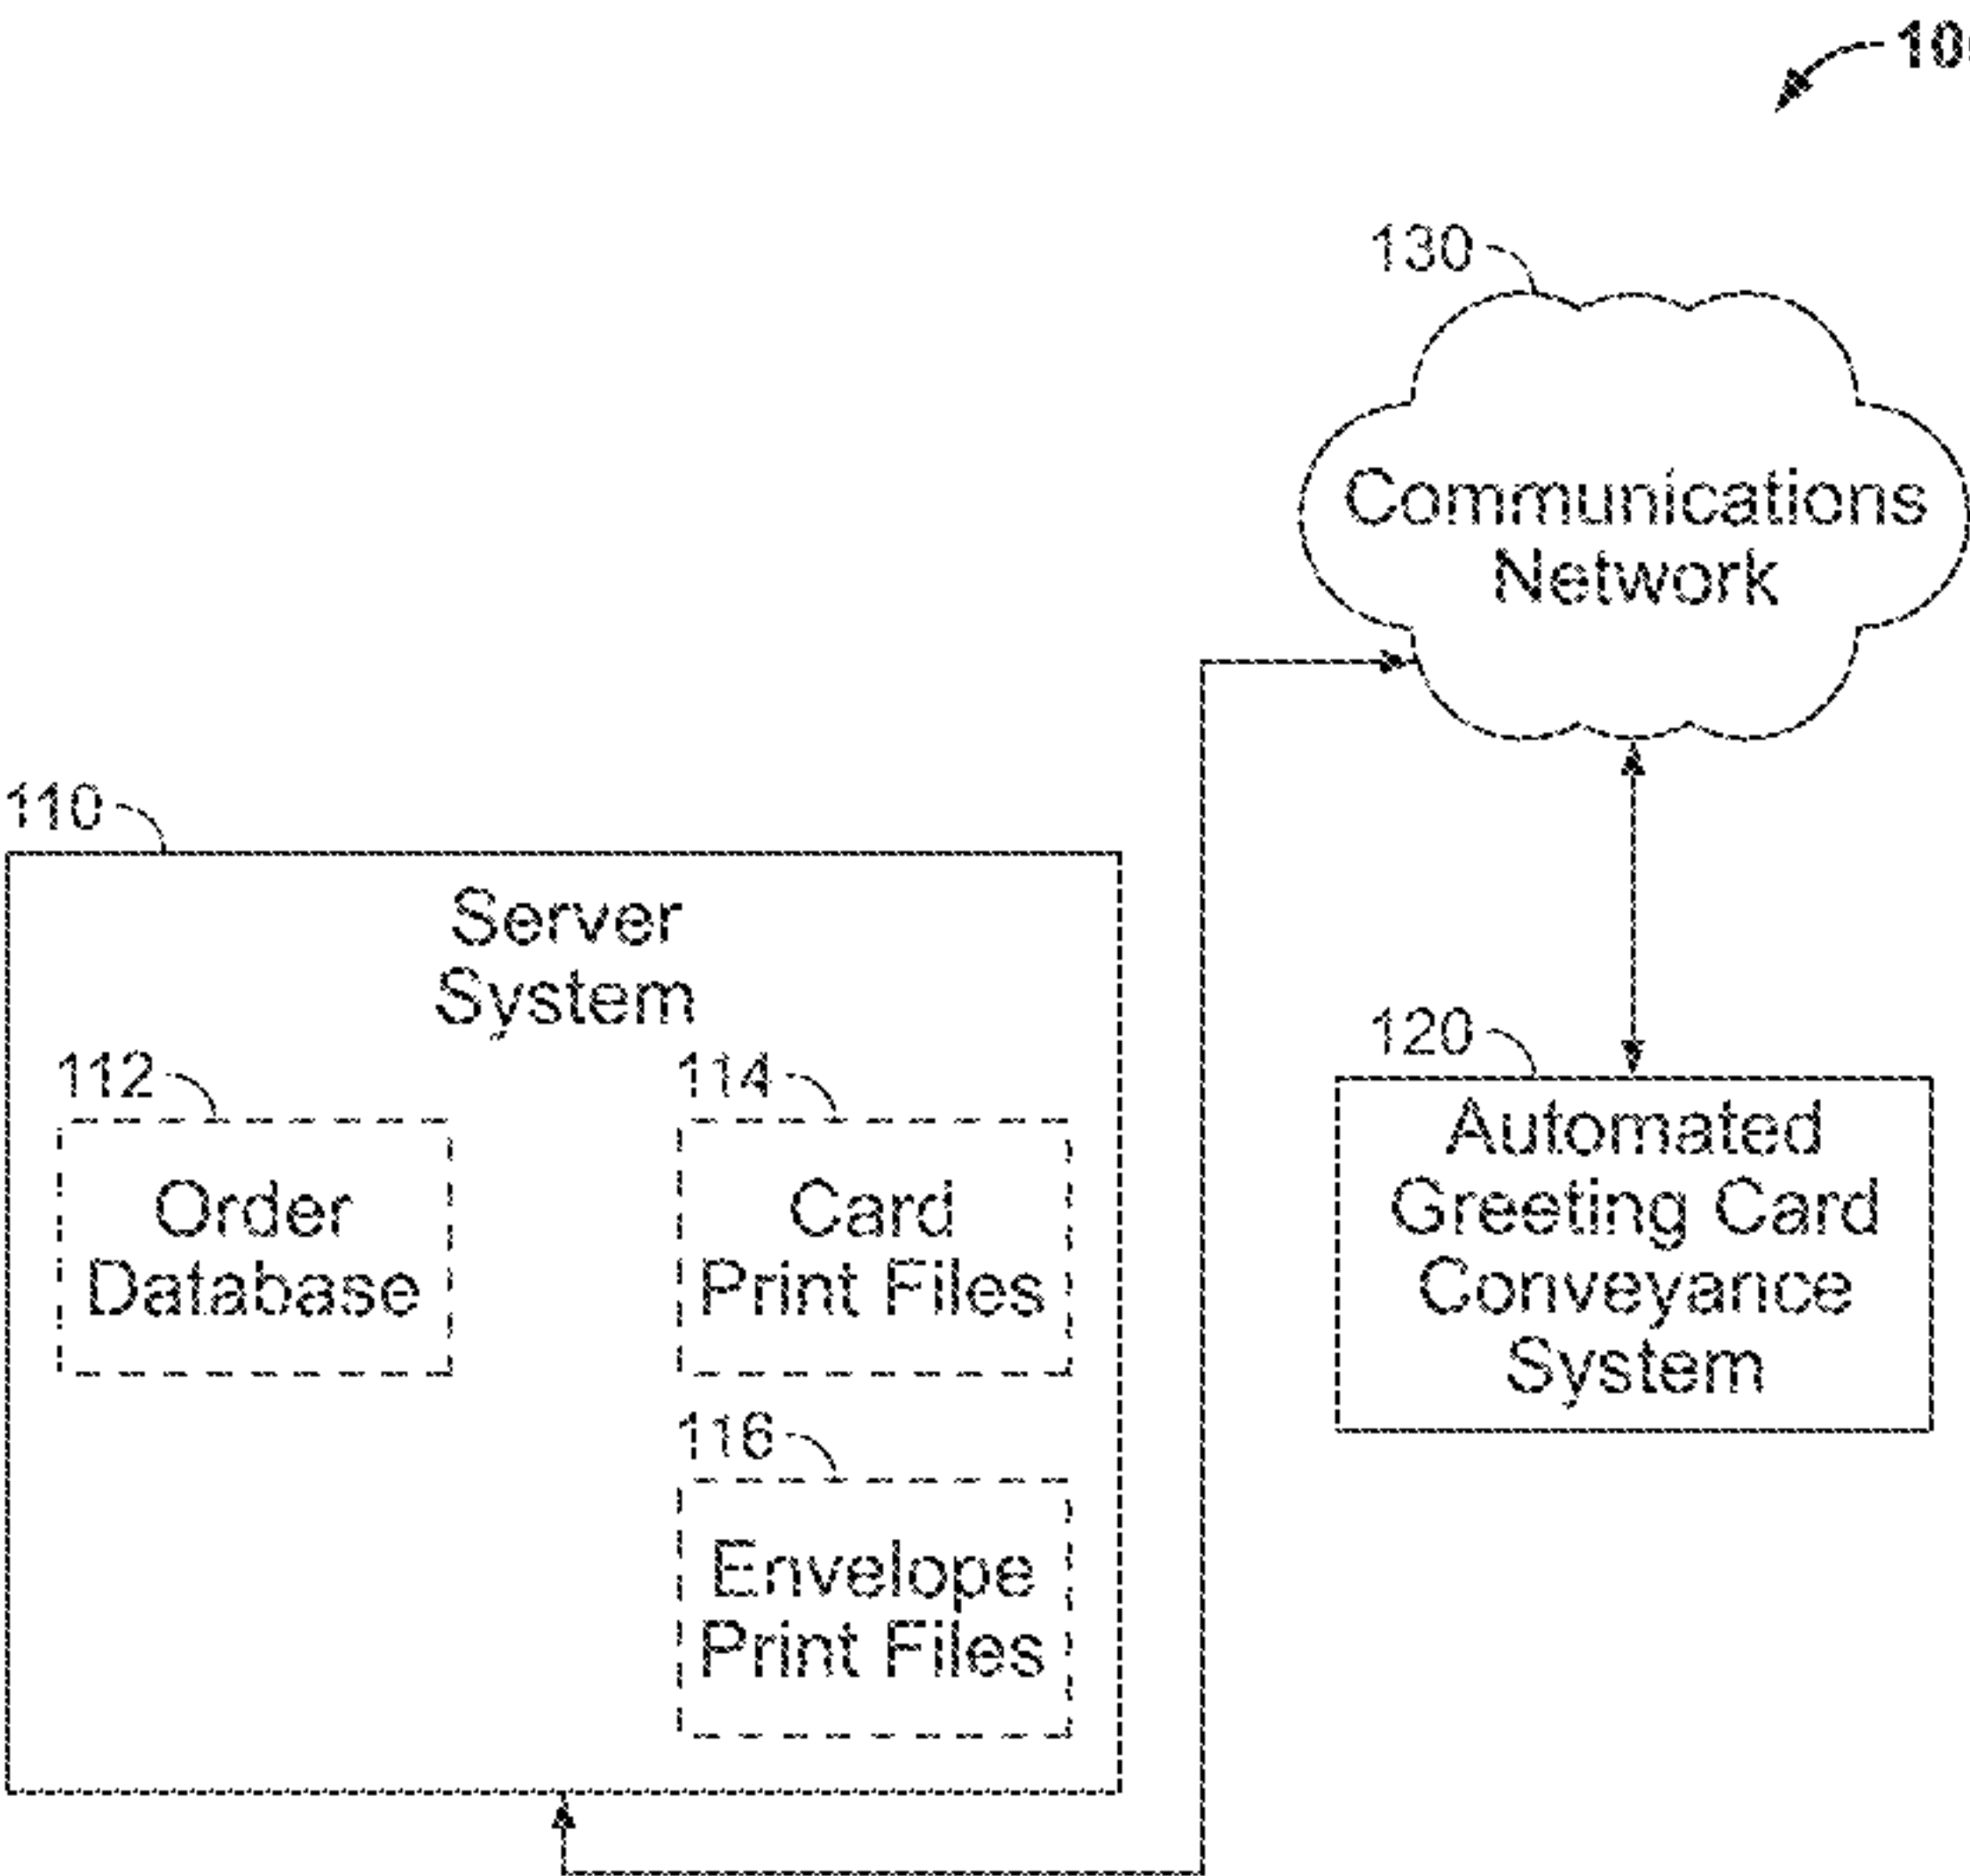 130
Communications
Network
110
Server
System
112
Order
Database
114
Card
Print Files
116
Envelope
Print Files
120
Automated
Greeting Card
Conveyance
System